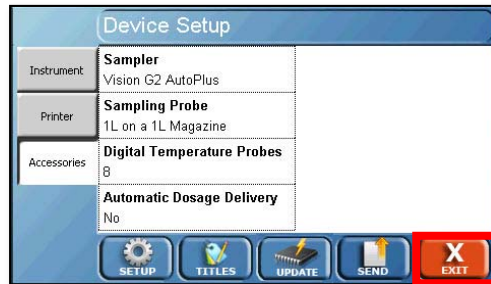 Device Setup
Instrument
Printer
Accessories
Sampler
Vision G2 AutoPlus
Sampling Probe
1L on a 1L Magazine
Digital Temperature Probes
8
Automatic Dosage Delivery
No
SETUP
TITLES
UPDATE
SEND
X
EXIT